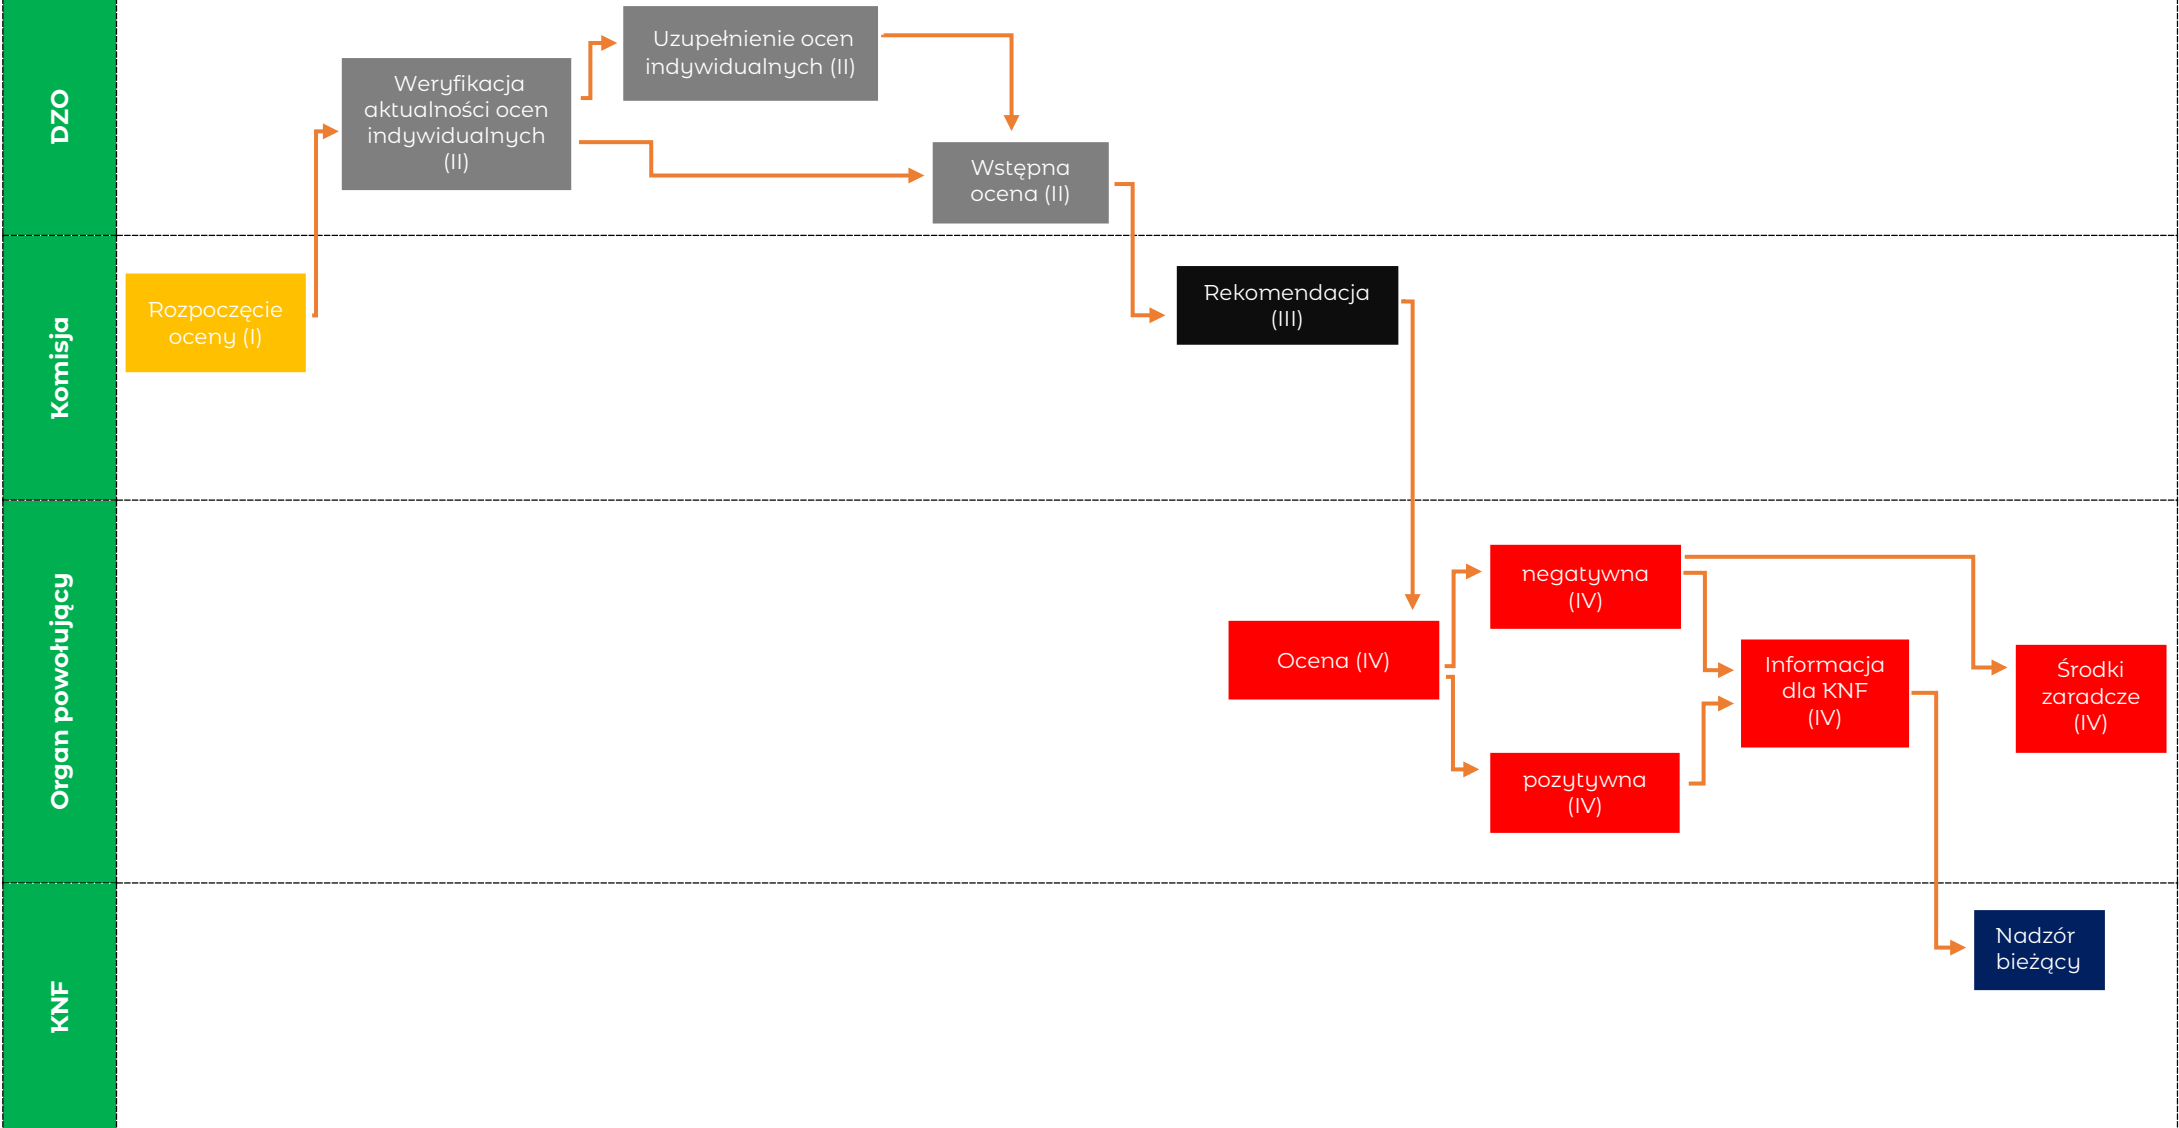 DZO
Uzupełnienie ocen
indywidualnych (II)
Weryfikacja
aktualności ocen
indywidualnych
(II)
Wstępna
ocena (II)
Komisja
Rozpoczęcie
oceny (I)
Rekomendacja
(III)
Organ powołujący
Ocena (IV)
negatywna
(IV)
pozytywna
(IV)
Informacja
dla KNF
(IV)
Środki
zaradcze
(IV)
KNF
Nadzór
bieżący